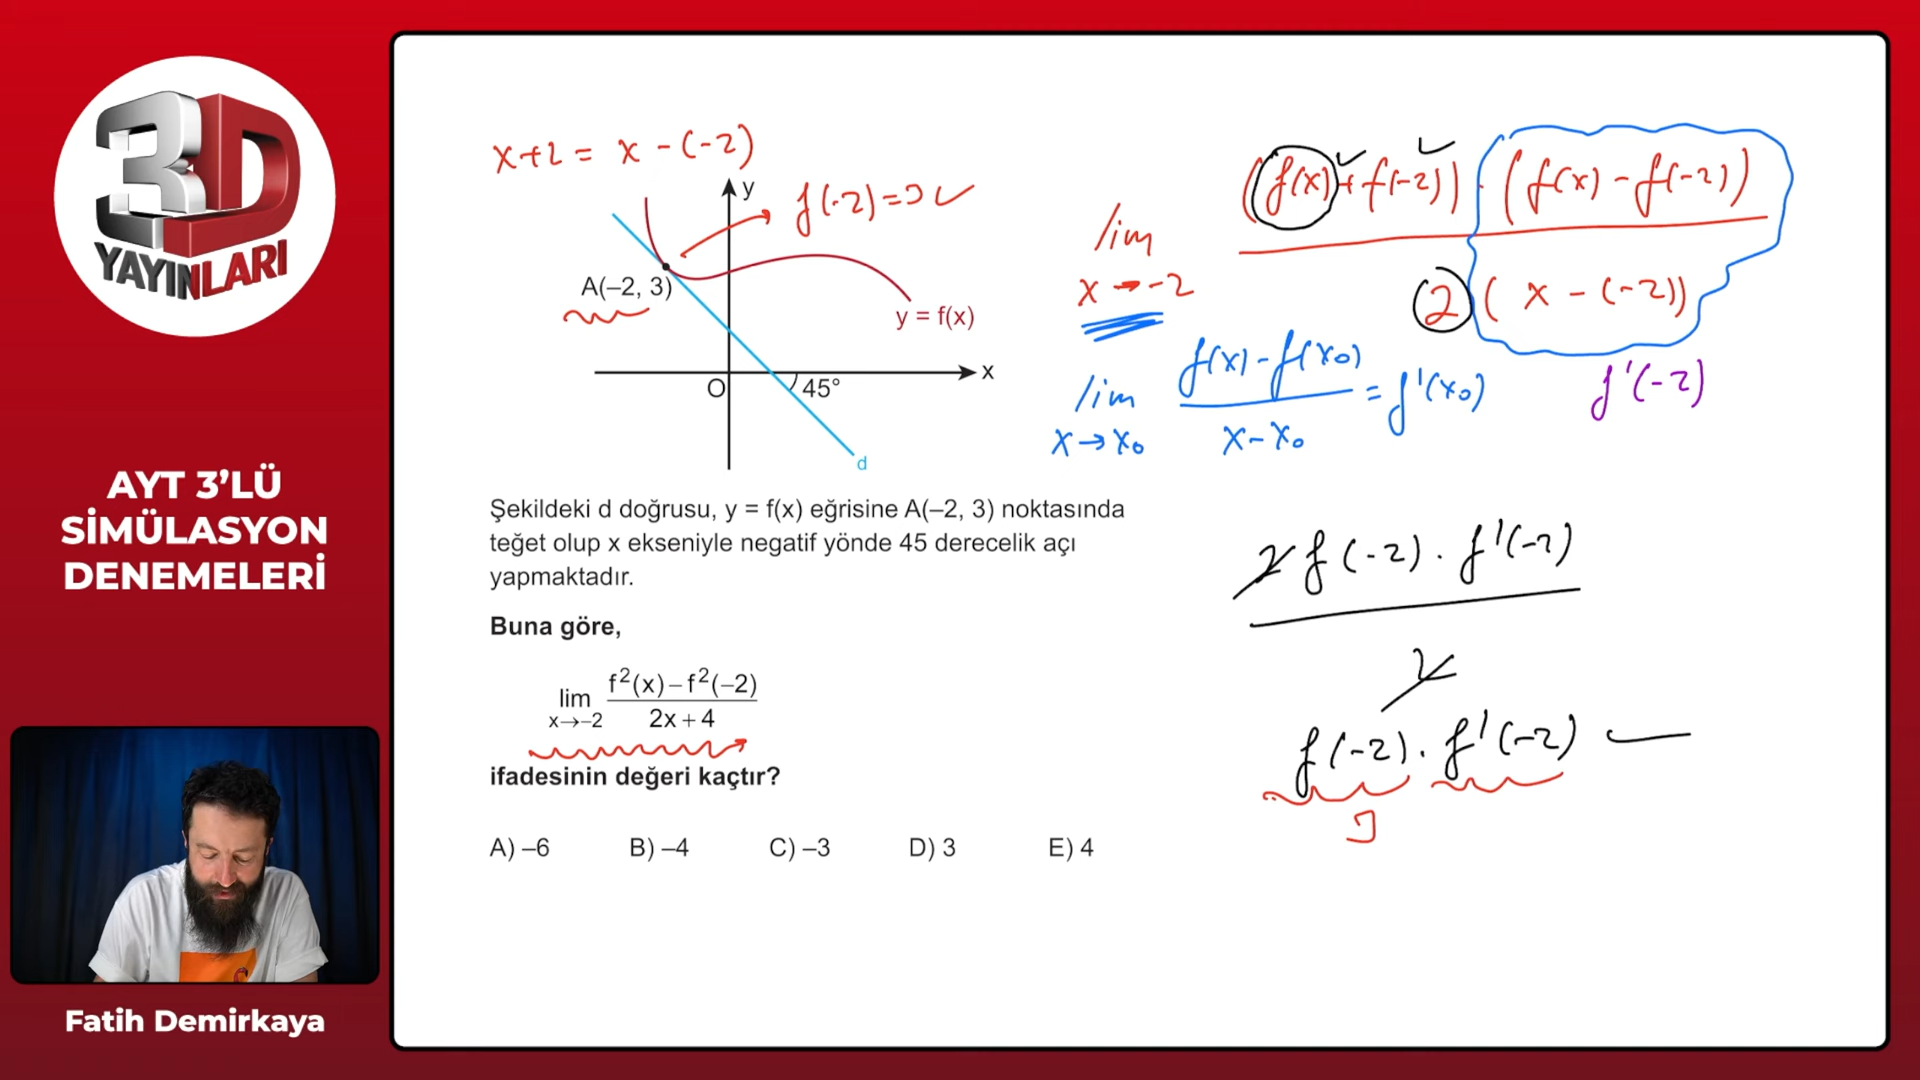 3D
YAYINLARI
AYT 3'LÜ
SİMÜLASYON
DENEMELERİ
Fatih Demirkaya
x+2 = x - (-2)
y
f(-2)=3
A(–2, 3)
y = f(x)
x
O
45°
d
Şekildeki d doğrusu, y = f(x) eğrisine A(–2, 3) noktasında
teğet olup x ekseniyle negatif yönde 45 derecelik açı
yapmaktadır.
Buna göre,
lim x→–2 f²(x) – f²(–2) / 2x + 4
ifadesinin değeri kaçtır?
A) –6 B) –4 C) –3 D) 3 E) 4
lim x→-2 (f(x) + f(-2)) · (f(x) - f(-2)) / 2 (x - (-2))
lim x→x₀ f(x) - f(x₀) / x - x₀ = f'(x₀)
f'(-2)
2 f(-2) · f'(-2) / 2
f(-2) · f'(-2)
3